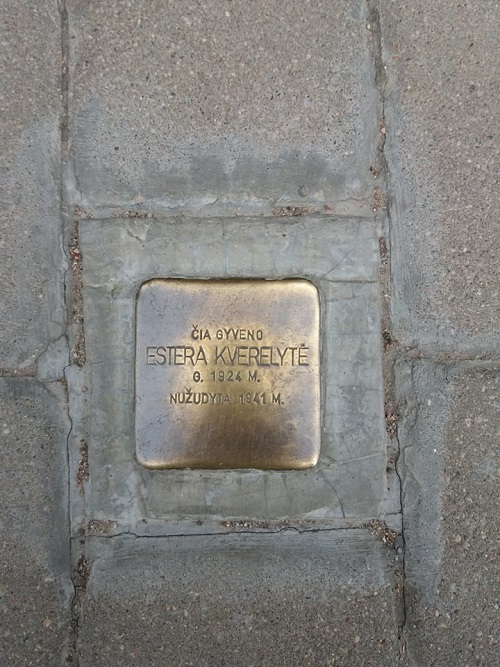 ČIA GYVENO
ESTERA KVERELYTĖ
G. 1924 M.
NUŽUDYTA 1941 M.